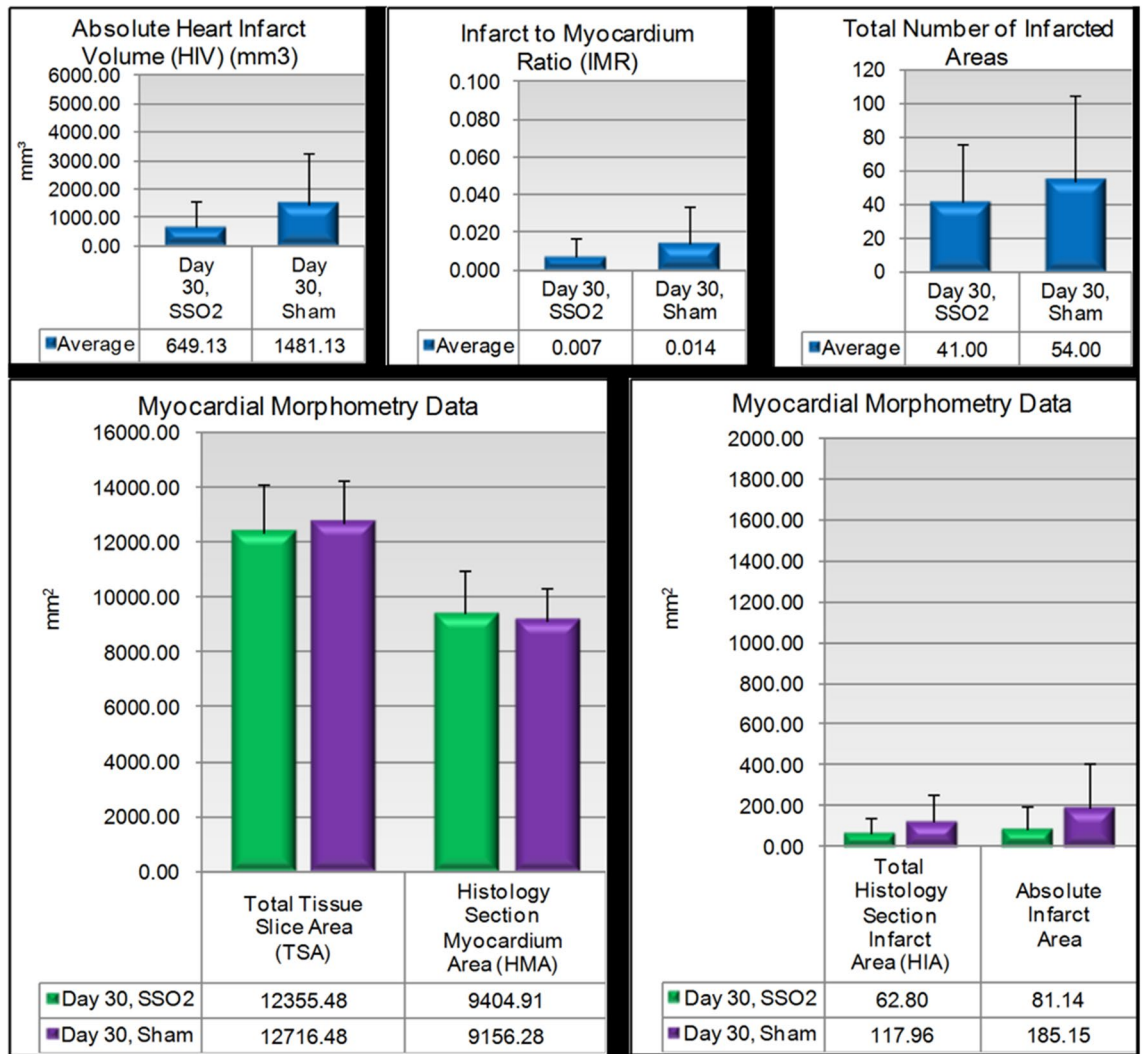 Absolute Heart Infarct
Volume (HIV) (mm3)
6000.00
5000.00
4000.00
3000.00
2000.00
1000.00
0.00
mm³
Day
30,
SSO2
Day
30,
Sham
Average 649.13 1481.13
Infarct to Myocardium
Ratio (IMR)
0.100
0.080
0.060
0.040
0.020
0.000
Day 30,
SSO2
Day 30,
Sham
Average 0.007 0.014
Total Number of Infarcted
Areas
120
100
80
60
40
20
0
Day 30,
SSO2
Day 30,
Sham
Average 41.00 54.00
Myocardial Morphometry Data
16000.00
14000.00
12000.00
10000.00
8000.00
6000.00
4000.00
2000.00
0.00
mm²
Total Tissue
Slice Area
(TSA)
Histology
Section
Myocardium
Area (HMA)
Day 30, SSO2 12355.48 9404.91
Day 30, Sham 12716.48 9156.28
Myocardial Morphometry Data
2000.00
1800.00
1600.00
1400.00
1200.00
1000.00
800.00
600.00
400.00
200.00
0.00
mm²
Total
Histology
Section
Infarct
Area (HIA)
Absolute
Infarct
Area
Day 30, SSO2 62.80 81.14
Day 30, Sham 117.96 185.15